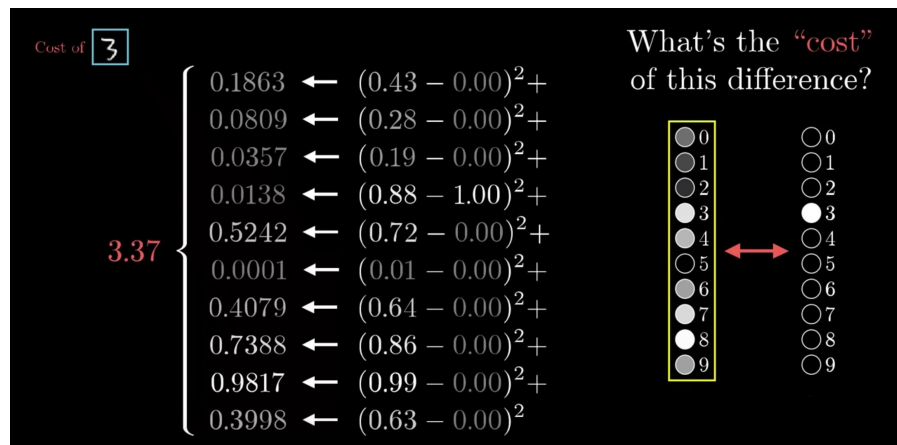 Cost of 3
What's the “cost”
of this difference?
3.37
0.1863 ← (0.43 – 0.00)²+
0.0809 ← (0.28 – 0.00)²+
0.0357 ← (0.19 – 0.00)²+
0.0138 ← (0.88 – 1.00)²+
0.5242 ← (0.72 – 0.00)²+
0.0001 ← (0.01 – 0.00)²+
0.4079 ← (0.64 – 0.00)²+
0.7388 ← (0.86 – 0.00)²+
0.9817 ← (0.99 – 0.00)²+
0.3998 ← (0.63 – 0.00)²
0
1
2
3
4
5
6
7
8
9
0
1
2
3
4
5
6
7
8
9